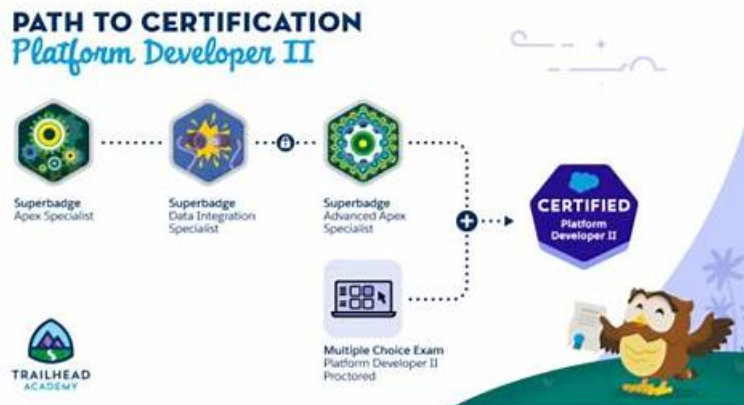 PATH TO CERTIFICATION
Platform Developer II
Superbadge
Apex Specialist
Superbadge
Data Integration
Specialist
Superbadge
Advanced Apex
Specialist
CERTIFIED
Platform
Developer II
Multiple Choice Exam
Platform Developer II
Proctored
TRAILHEAD
ACADEMY